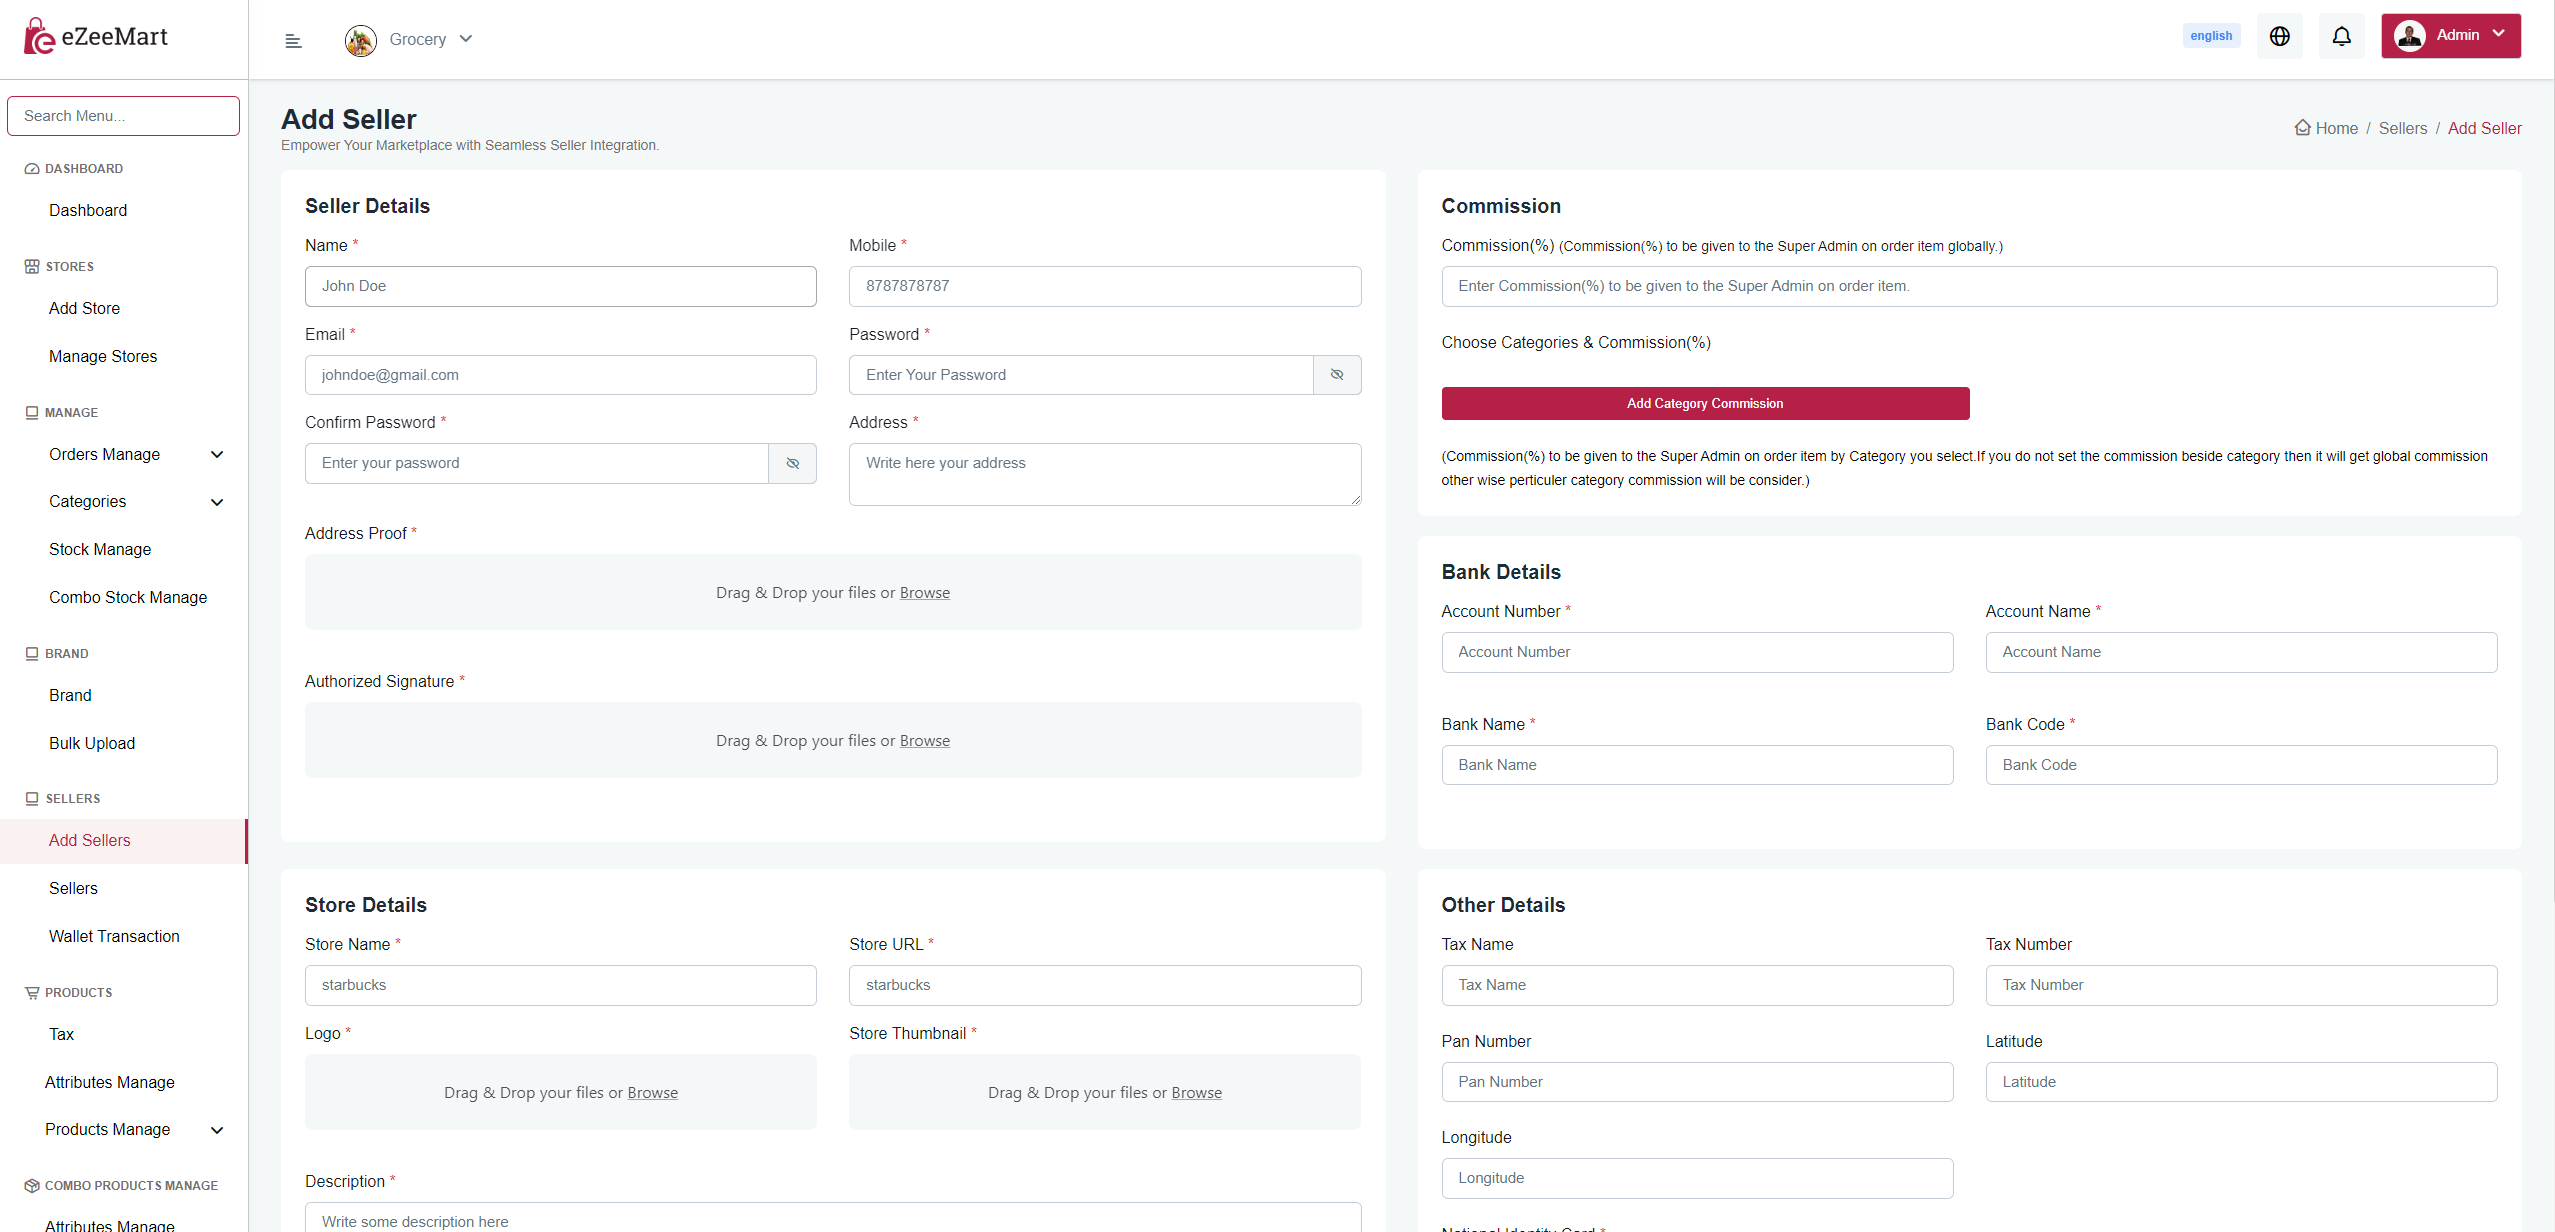 eZeeMart
Grocery
english
Admin
Search Menu...
DASHBOARD
Dashboard
STORES
Add Store
Manage Stores
MANAGE
Orders Manage
Categories
Stock Manage
Combo Stock Manage
BRAND
Brand
Bulk Upload
SELLERS
Add Sellers
Sellers
Wallet Transaction
PRODUCTS
Tax
Attributes Manage
Products Manage
COMBO PRODUCTS MANAGE
Attributes Manage
Add Seller
Empower Your Marketplace with Seamless Seller Integration.
Home / Sellers / Add Seller
Seller Details
Name * Mobile *
John Doe 8787878787
Email * Password *
johndoe@gmail.com Enter Your Password
Confirm Password * Address *
Enter your password Write here your address
Address Proof *
Drag & Drop your files or Browse
Authorized Signature *
Drag & Drop your files or Browse
Commission
Commission(%) (Commission(%) to be given to the Super Admin on order item globally.)
Enter Commission(%) to be given to the Super Admin on order item.
Choose Categories & Commission(%)
Add Category Commission
(Commission(%) to be given to the Super Admin on order item by Category you select.If you do not set the commission beside category then it will get global commission
other wise perticuler category commission will be consider.)
Bank Details
Account Number * Account Name *
Account Number Account Name
Bank Name * Bank Code *
Bank Name Bank Code
Store Details
Store Name * Store URL *
starbucks starbucks
Logo * Store Thumbnail *
Drag & Drop your files or Browse Drag & Drop your files or Browse
Description *
Write some description here
Other Details
Tax Name Tax Number
Tax Name Tax Number
Pan Number Latitude
Pan Number Latitude
Longitude
Longitude
National Identity Card *